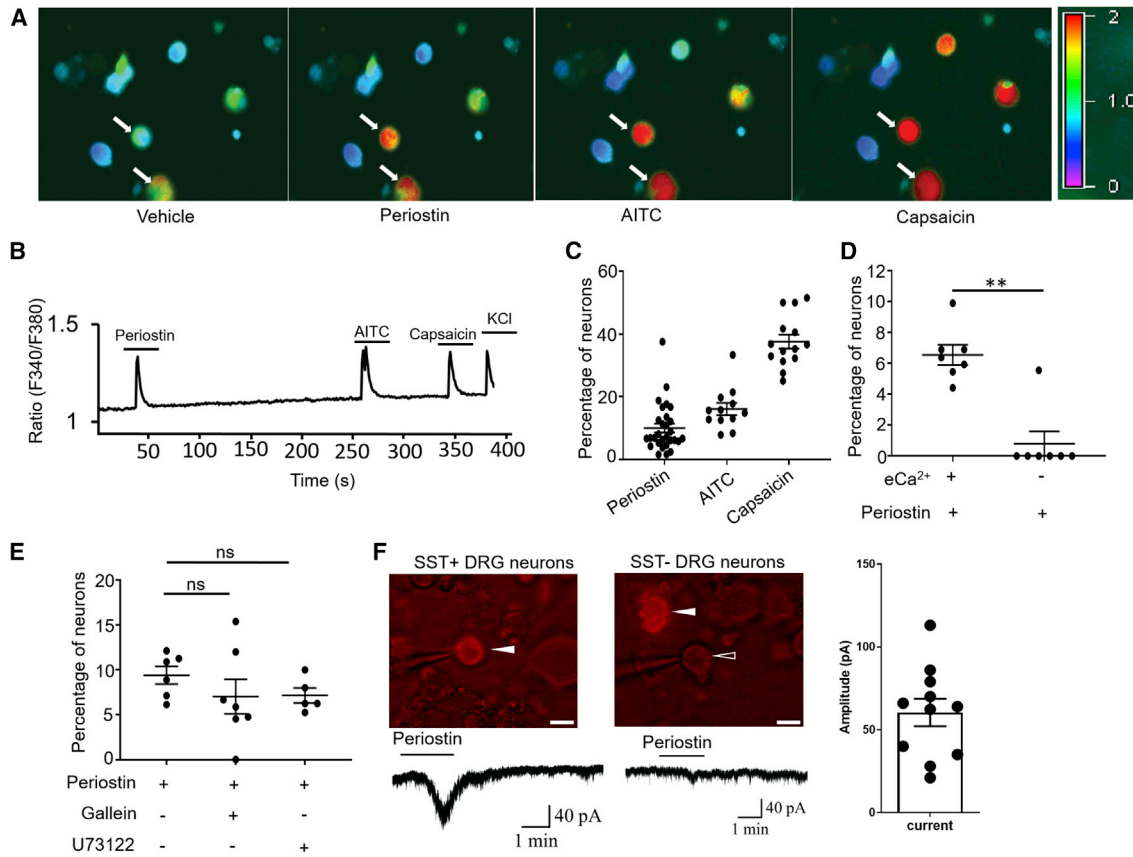 A
2
1.0
0
Vehicle
Periostin
AITC
Capsaicin
B
Ratio (F340/F380)
1.5
1
Periostin
AITC
Capsaicin
KCl
50
100
150
200
250
300
350
400
Time (s)
C
Percentage of neurons
60
40
20
0
Periostin
AITC
Capsaicin
D
Percentage of neurons
12
10
8
6
4
2
0
**
eCa²⁺ + -
Periostin + +
E
Percentage of neurons
20
15
10
5
0
ns
ns
Periostin + + +
Gallein - + -
U73122 - - +
F
SST+ DRG neurons
SST- DRG neurons
Periostin
40 pA
1 min
Periostin
40 pA
1 min
Amplitude (pA)
150
100
50
0
current